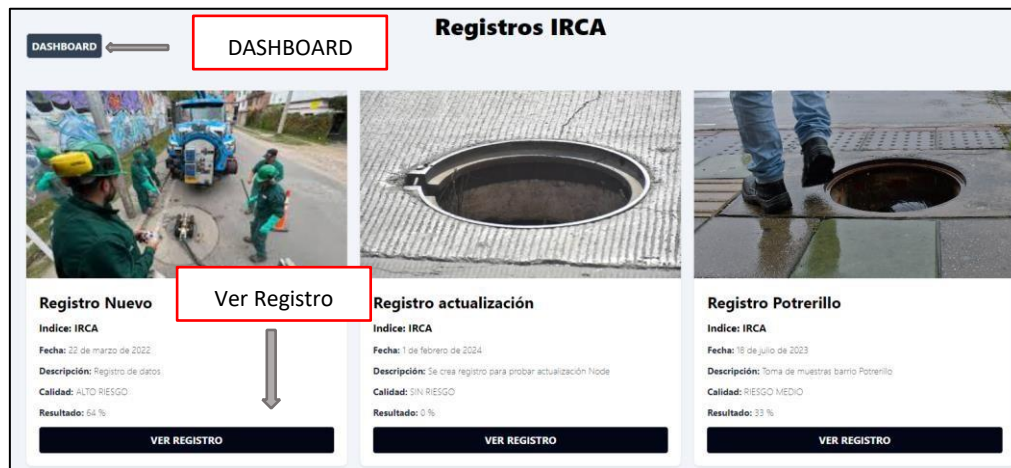 Registros IRCA
DASHBOARD
DASHBOARD
Ver Registro
Registro Nuevo
Indice: IRCA
Fecha: 22 de marzo de 2022
Descripción: Registro de datos
Calidad: ALTO RIESGO
Resultado: 64 %
VER REGISTRO
Registro actualización
Indice: IRCA
Fecha: 1 de febrero de 2024
Descripción: Se crea registro para probar actualización Node
Calidad: SIN RIESGO
Resultado: 0 %
VER REGISTRO
Registro Potrerillo
Indice: IRCA
Fecha: 18 de julio de 2023
Descripción: Toma de muestras barrio Potrerillo
Calidad: RIESGO MEDIO
Resultado: 33 %
VER REGISTRO